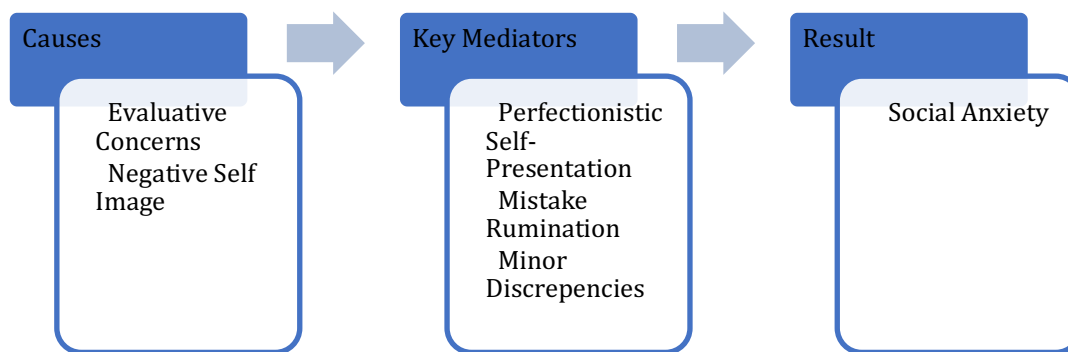 Causes
Evaluative
Concerns
Negative Self
Image
Key Mediators
Perfectionistic
Self-
Presentation
Mistake
Rumination
Minor
Discrepencies
Result
Social Anxiety